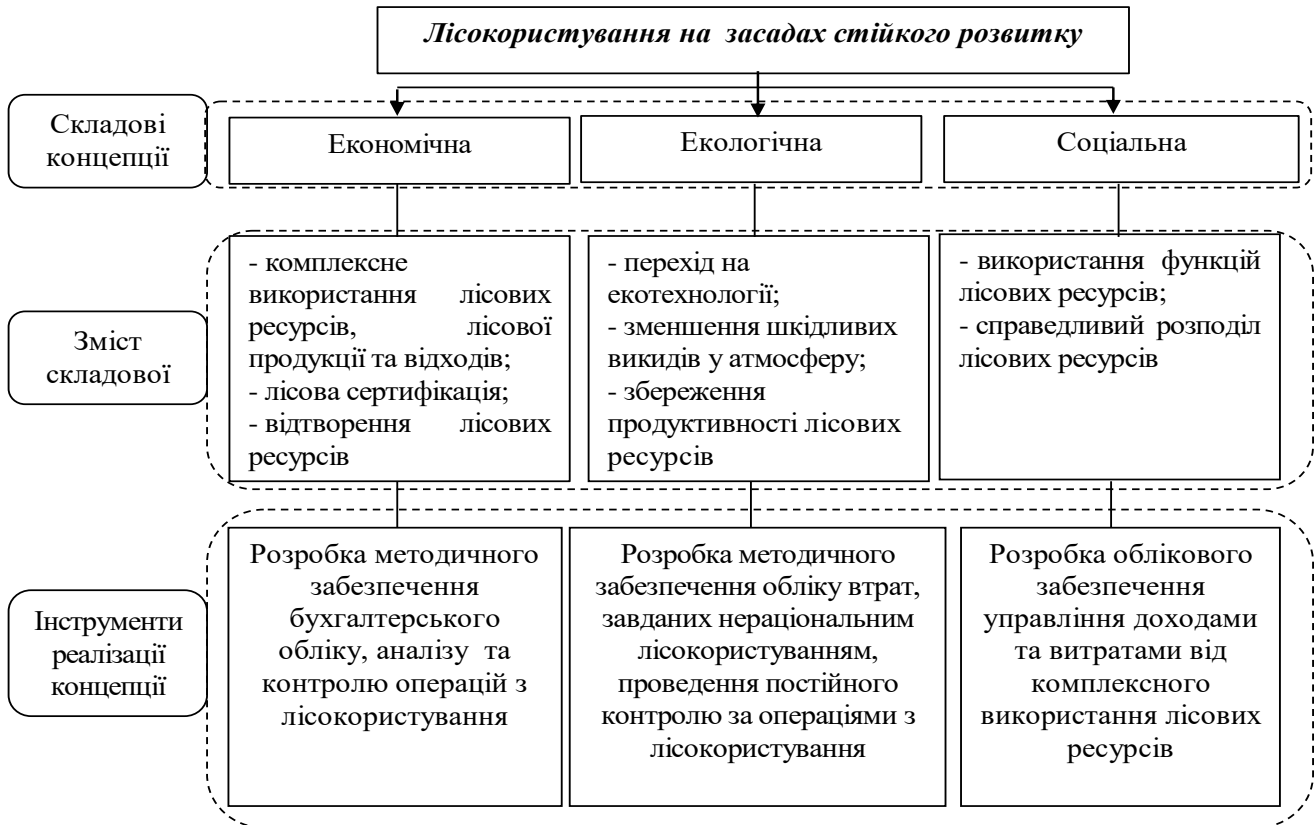 Лісокористування на засадах стійкого розвитку
Складові
концепції
Економічна
Екологічна
Соціальна
Зміст
складової
- комплексне
використання лісових
ресурсів, лісової
продукції та відходів;
- лісова сертифікація;
- відтворення лісових
ресурсів
- перехід на
екотехнології;
- зменшення шкідливих
викидів у атмосферу;
- збереження
продуктивності лісових
ресурсів
- використання функцій
лісових ресурсів;
- справедливий розподіл
лісових ресурсів
Інструменти
реалізації
концепції
Розробка методичного
забезпечення
бухгалтерського
обліку, аналізу та
контролю операцій з
лісокористування
Розробка методичного
забезпечення обліку втрат,
завданих нераціональним
лісокористуванням,
проведення постійного
контролю за операціями з
лісокористування
Розробка облікового
забезпечення
управління доходами
та витратами від
комплексного
використання лісових
ресурсів